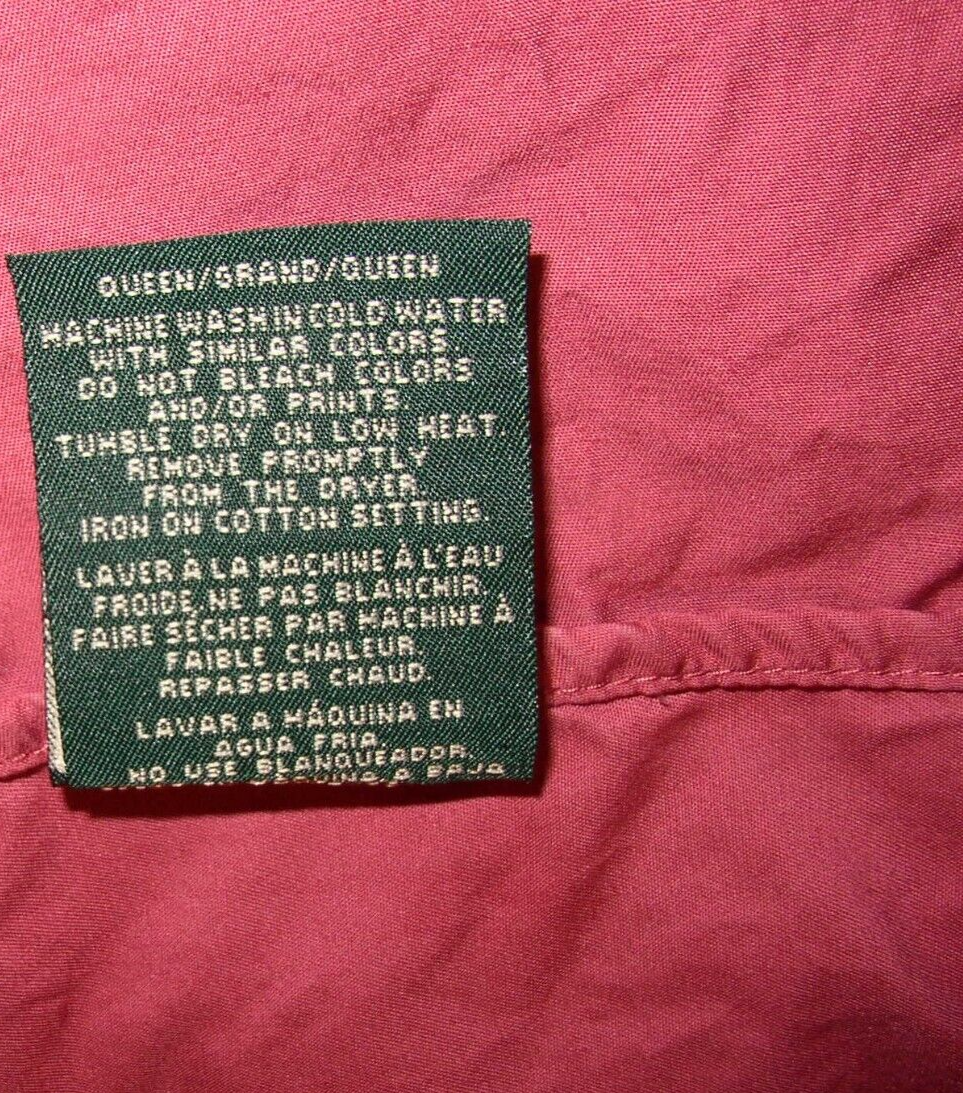 QUEEN/GRAND/QUEEN
MACHINE WASH IN COLD WATER
WITH SIMILAR COLORS
DO NOT BLEACH COLORS
AND/OR PRINTS.
TUMBLE DRY ON LOW HEAT.
REMOVE PROMPTLY
FROM THE DRYER.
IRON ON COTTON SETTING.
LAVER À LA MACHINE À L'EAU
FROIDE, NE PAS BLANCHIR
FAIRE SÉCHER PAR MACHINE À
FAIBLE CHALEUR.
REPASSER CHAUD.
LAVAR A MÁQUINA EN
AGUA FRIA.
NO USE BLANQUEADOR.
A BAJA